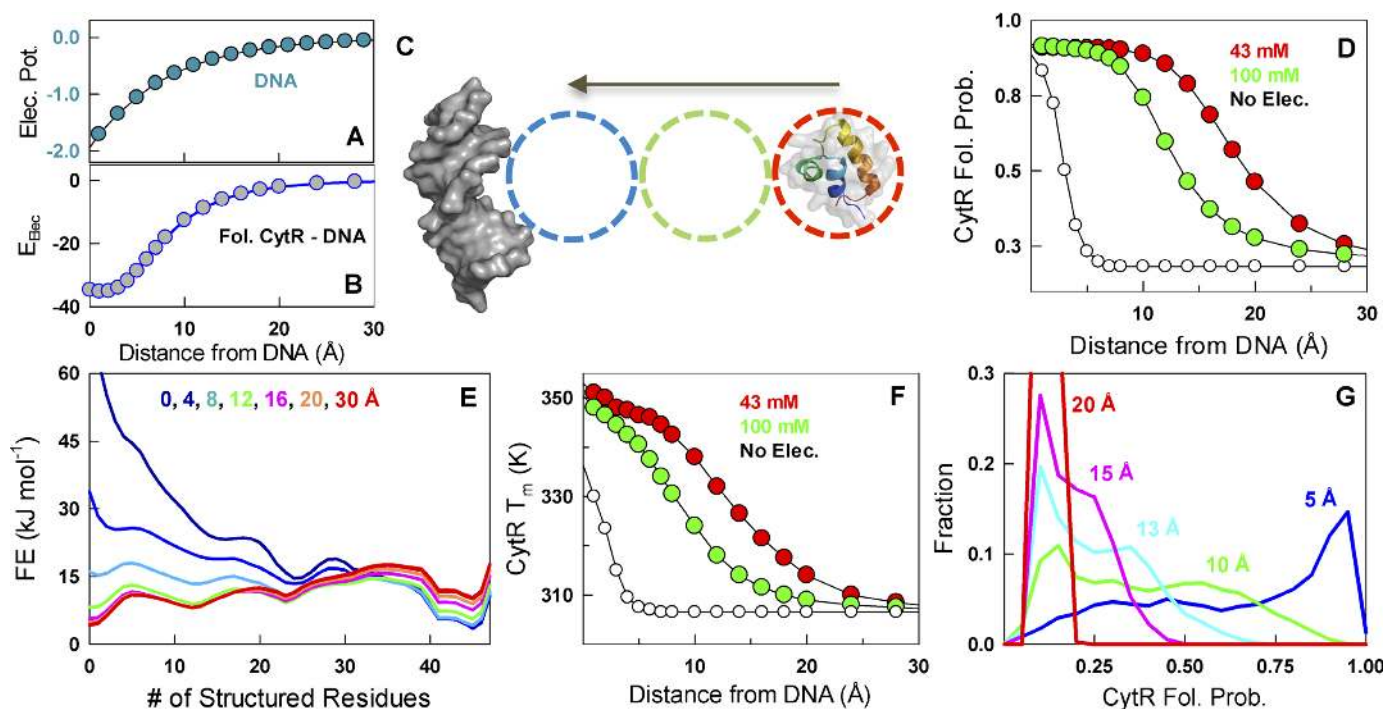 0.0
-1.0
-2.0
Elec. Pot.
DNA
A
0
-20
-40
E_Elec
Fol. CytR - DNA
B
0 10 20 30
Distance from DNA (Å)
C
1.0
0.8
0.5
0.3
CytR Fol. Prob.
43 mM
100 mM
No Elec.
D
0 10 20 30
Distance from DNA (Å)
60
45
30
15
0
FE (kJ mol⁻¹)
0, 4, 8, 12, 16, 20, 30 Å
E
0 10 20 30 40
# of Structured Residues
350
330
310
CytR Tm (K)
43 mM
100 mM
No Elec.
F
0 10 20 30
Distance from DNA (Å)
0.3
0.2
0.1
0.0
Fraction
20 Å
15 Å
13 Å
10 Å
5 Å
G
0.25 0.50 0.75 1.00
CytR Fol. Prob.